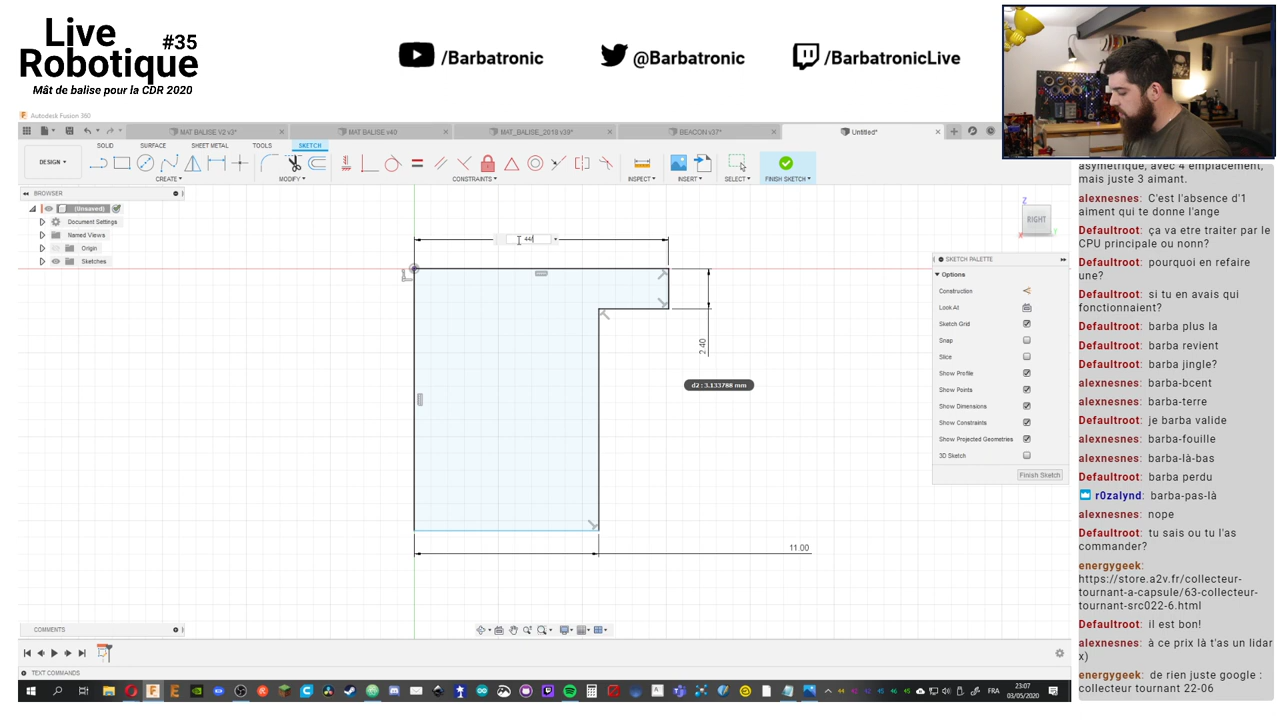 Live
Robotique
#35
Mât de balise pour la CDR 2020
/Barbatronic
@Barbatronic
/BarbatronicLive
Autodesk Fusion 360
MAT BALISE V2 v3*
MAT BALISE v40
MAT_BALISE_2018 v39*
BEACON v37*
Untitled*
SOLID
SURFACE
SHEET METAL
TOOLS
SKETCH
DESIGN
CREATE
MODIFY
CONSTRAINTS
INSPECT
INSERT
SELECT
FINISH SKETCH
BROWSER
(Unsaved)
Document Settings
Named Views
Origin
Sketches
44
2.40
d2 : 3.133788 mm
11.00
Z
RIGHT
X
Y
SKETCH PALETTE
Options
Construction
Look At
Sketch Grid
Snap
Slice
Show Profile
Show Points
Show Dimensions
Show Constraints
Show Projected Geometries
3D Sketch
Finish Sketch
COMMENTS
TEXT COMMANDS
FRA
23:07
03/05/2020
asymétrique, avec 4 emplacement,
mais juste 3 aimant.
alexnesnes: C'est l'absence d'1
aiment qui te donne l'ange
Defaultroot: ça va etre traiter par le
CPU principale ou nonn?
Defaultroot: pourquoi en refaire
une?
Defaultroot: si tu en avais qui
fonctionnaient?
Defaultroot: barba plus la
Defaultroot: barba revient
Defaultroot: barba jingle?
alexnesnes: barba-bcent
alexnesnes: barba-terre
Defaultroot: je barba valide
alexnesnes: barba-fouille
alexnesnes: barba-là-bas
Defaultroot: barba perdu
r0zalynd: barba-pas-là
alexnesnes: nope
Defaultroot: tu sais ou tu l'as
commander?
energygeek:
https://store.a2v.fr/collecteur-
tournant-a-capsule/63-collecteur-
tournant-src022-6.html
Defaultroot: il est bon!
alexnesnes: à ce prix là t'as un lidar
x)
energygeek: de rien juste google :
collecteur tournant 22-06